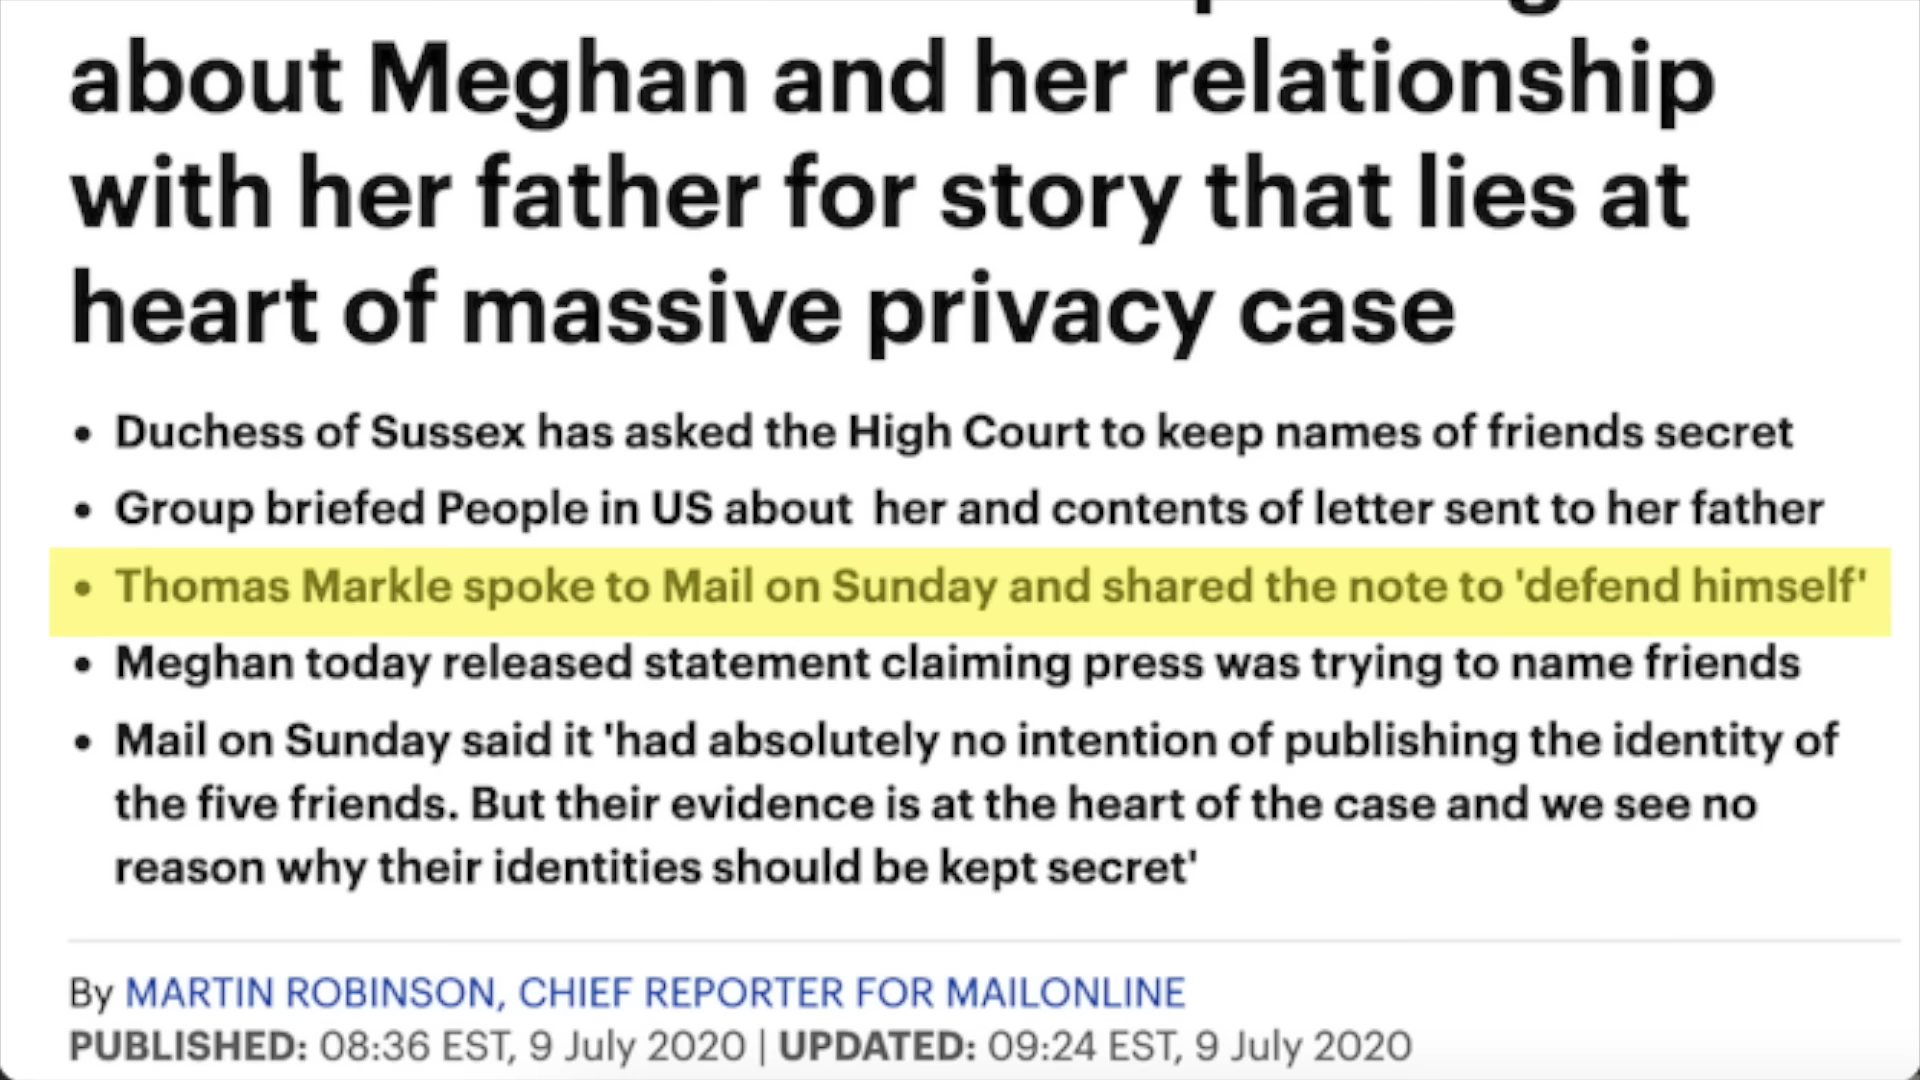 about Meghan and her relationship
with her father for story that lies at
heart of massive privacy case
• Duchess of Sussex has asked the High Court to keep names of friends secret
• Group briefed People in US about her and contents of letter sent to her father
• Thomas Markle spoke to Mail on Sunday and shared the note to 'defend himself'
• Meghan today released statement claiming press was trying to name friends
• Mail on Sunday said it 'had absolutely no intention of publishing the identity of
the five friends. But their evidence is at the heart of the case and we see no
reason why their identities should be kept secret'
By MARTIN ROBINSON, CHIEF REPORTER FOR MAILONLINE
PUBLISHED: 08:36 EST, 9 July 2020 | UPDATED: 09:24 EST, 9 July 2020